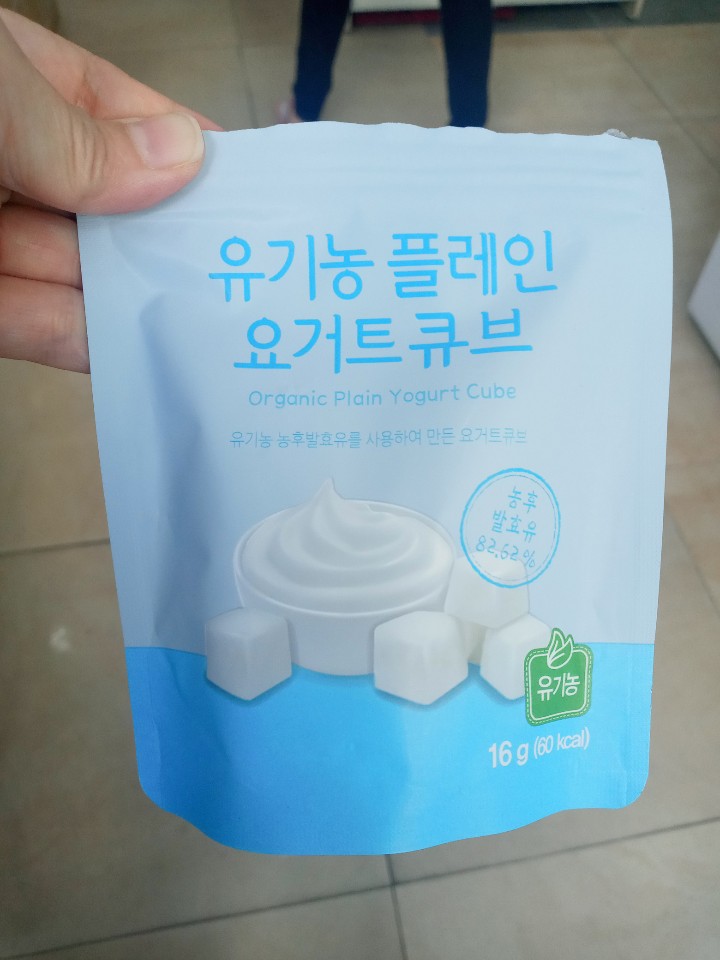 유기농 플레인
요거트큐브
Organic Plain Yogurt Cube
유기농 농후발효유를 사용하여 만든 요거트큐브
농후
발효유
82.62%
유기농
16 g (60 kcal)